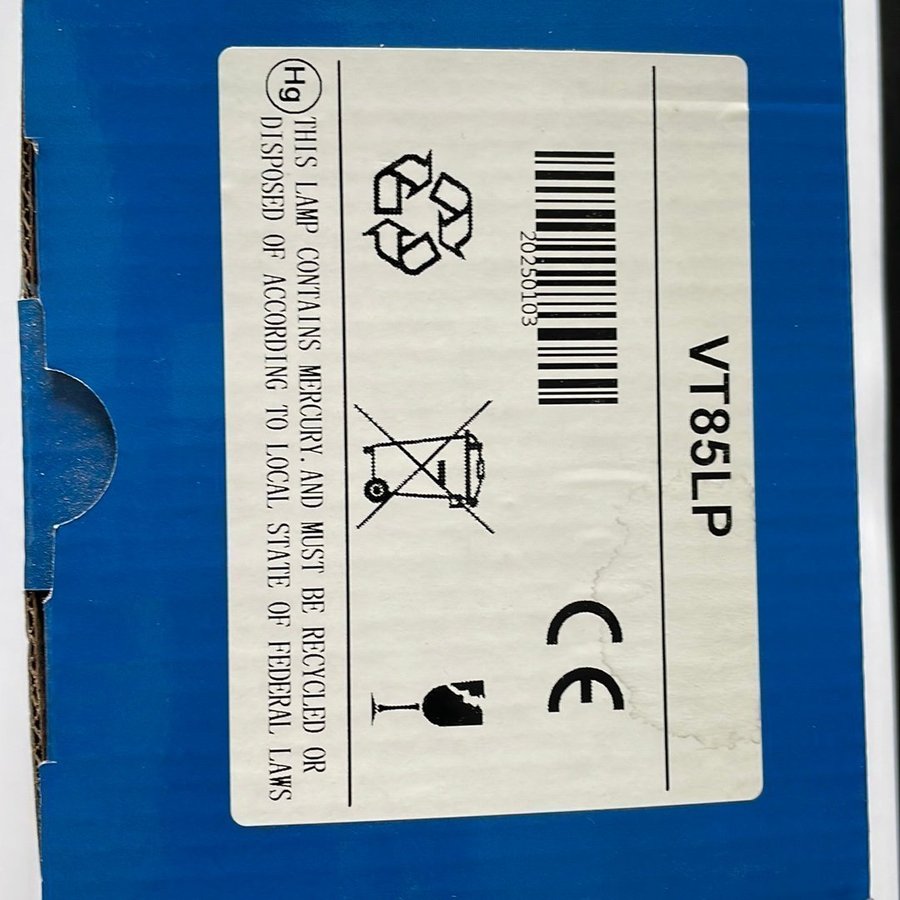 VT85LP
20250103
CE
Hg THIS LAMP CONTAINS MERCURY. AND MUST BE RECYCLED OR
DISPOSED OF ACCORDING TO LOCAL STATE OF FEDERAL LAWS